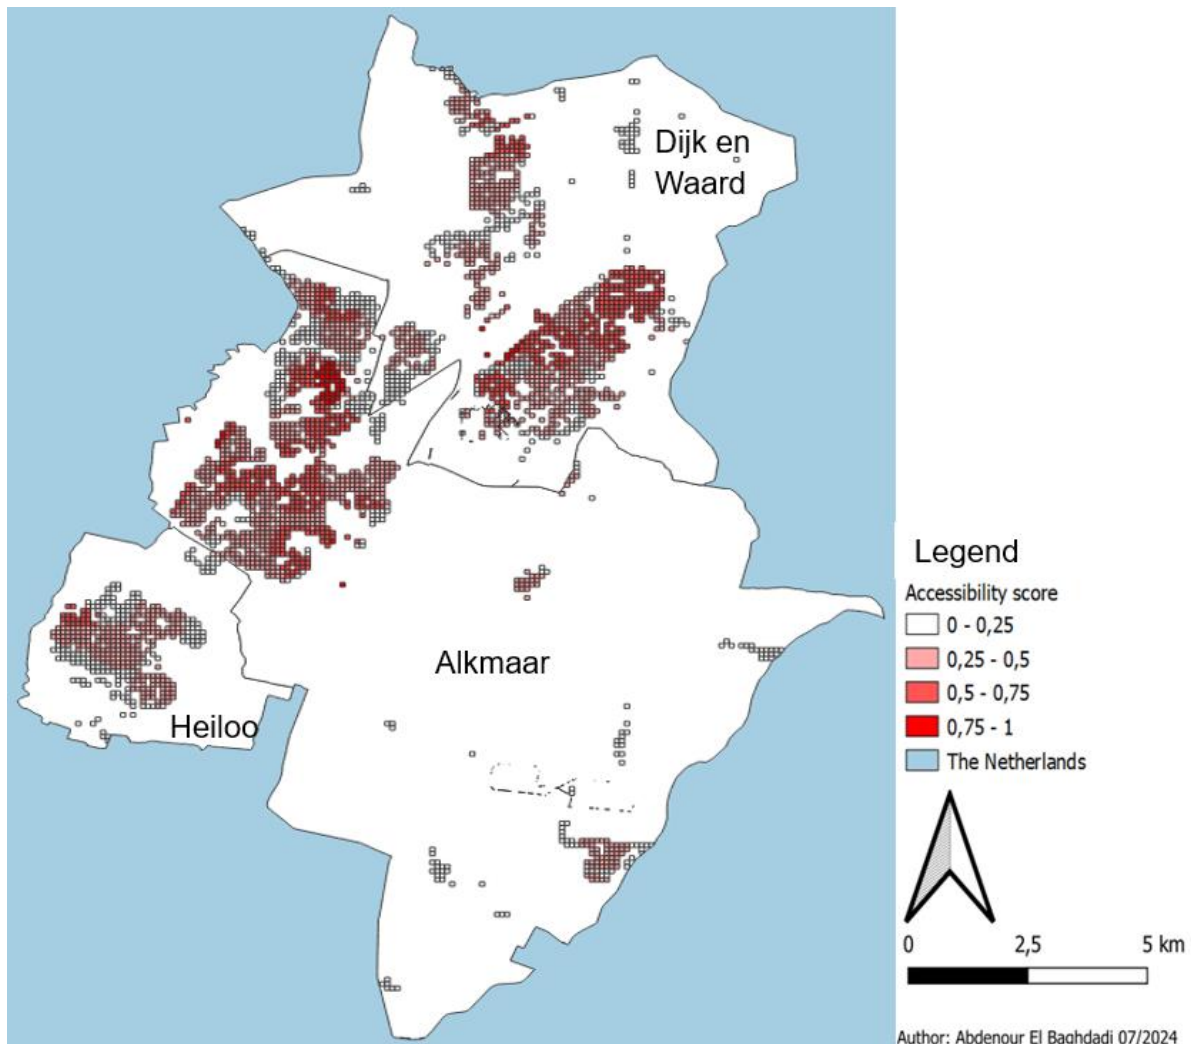 Dijk en
Waard
Alkmaar
Heiloo
Legend
Accessibility score
0 - 0,25
0,25 - 0,5
0,5 - 0,75
0,75 - 1
The Netherlands
0 2,5 5 km
Author: Abdenour El Baghdadi 07/2024